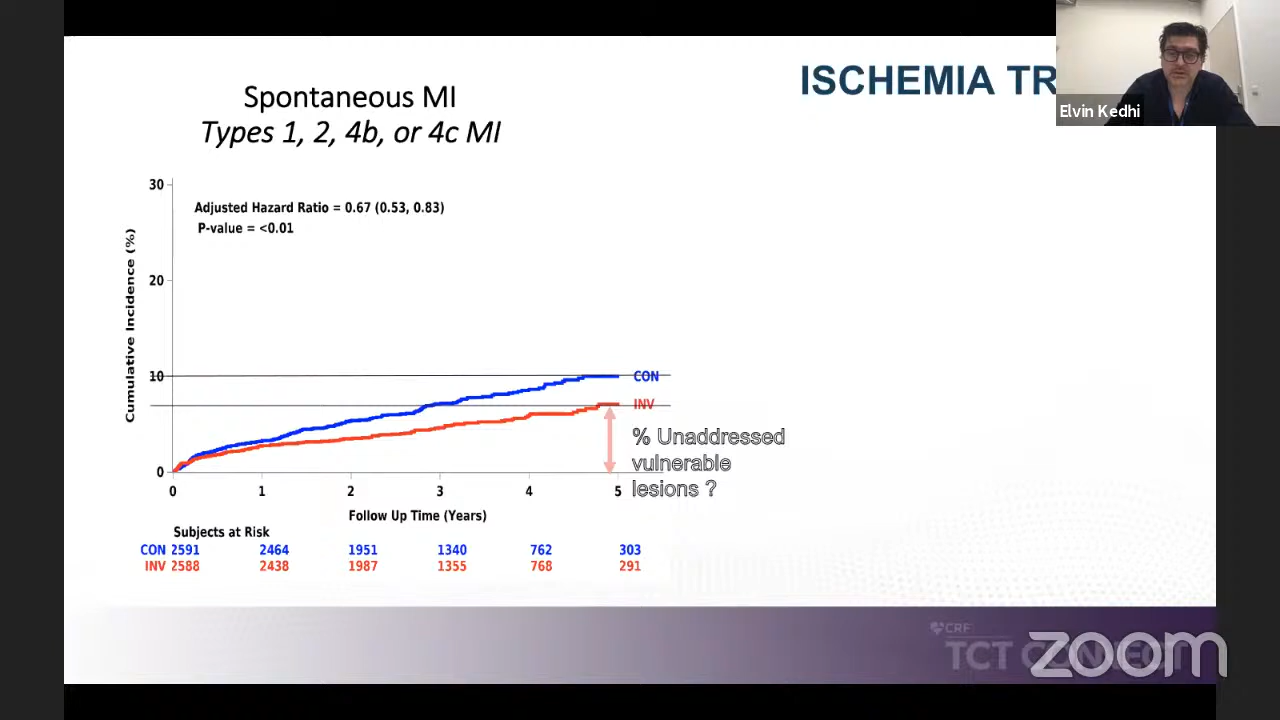 ISCHEMIA TR
Elvin Kedhi
Spontaneous MI
Types 1, 2, 4b, or 4c MI
30
Adjusted Hazard Ratio = 0.67 (0.53, 0.83)
P-value = <0.01
Cumulative Incidence (%)
20
10
CON
INV
% Unaddressed
vulnerable
lesions ?
0
0 1 2 3 4 5
Follow Up Time (Years)
Subjects at Risk
CON 2591 2464 1951 1340 762 303
INV 2588 2438 1987 1355 768 291
CRF
TCT CONNECT
zoom